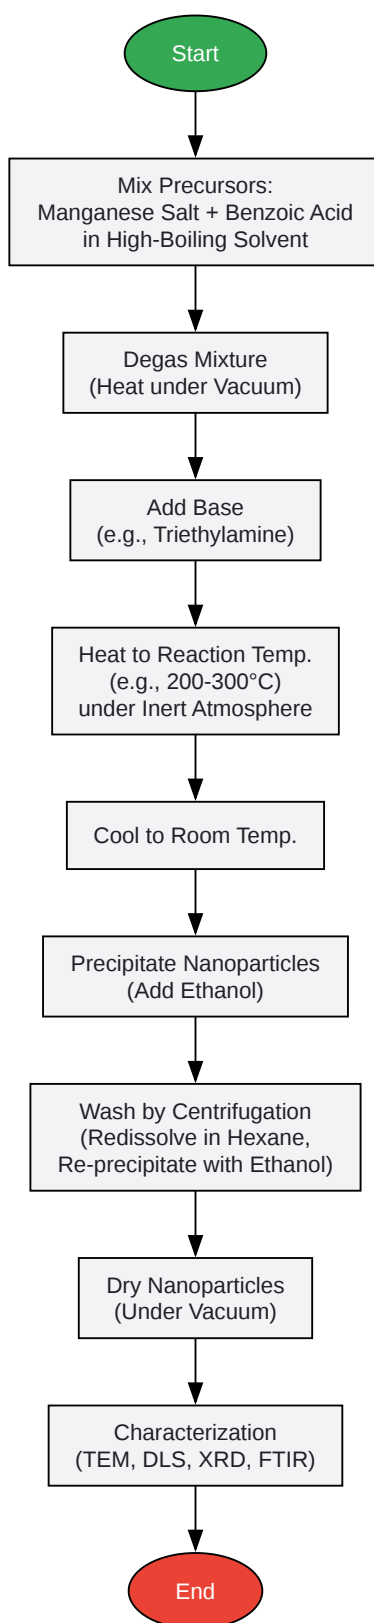 Start
Mix Precursors:
Manganese Salt + Benzoic Acid
in High-Boiling Solvent
Degas Mixture
(Heat under Vacuum)
Add Base
(e.g., Triethylamine)
Heat to Reaction Temp.
(e.g., 200-300°C)
under Inert Atmosphere
Cool to Room Temp.
Precipitate Nanoparticles
(Add Ethanol)
Wash by Centrifugation
(Redissolve in Hexane,
Re-precipitate with Ethanol)
Dry Nanoparticles
(Under Vacuum)
Characterization
(TEM, DLS, XRD, FTIR)
End